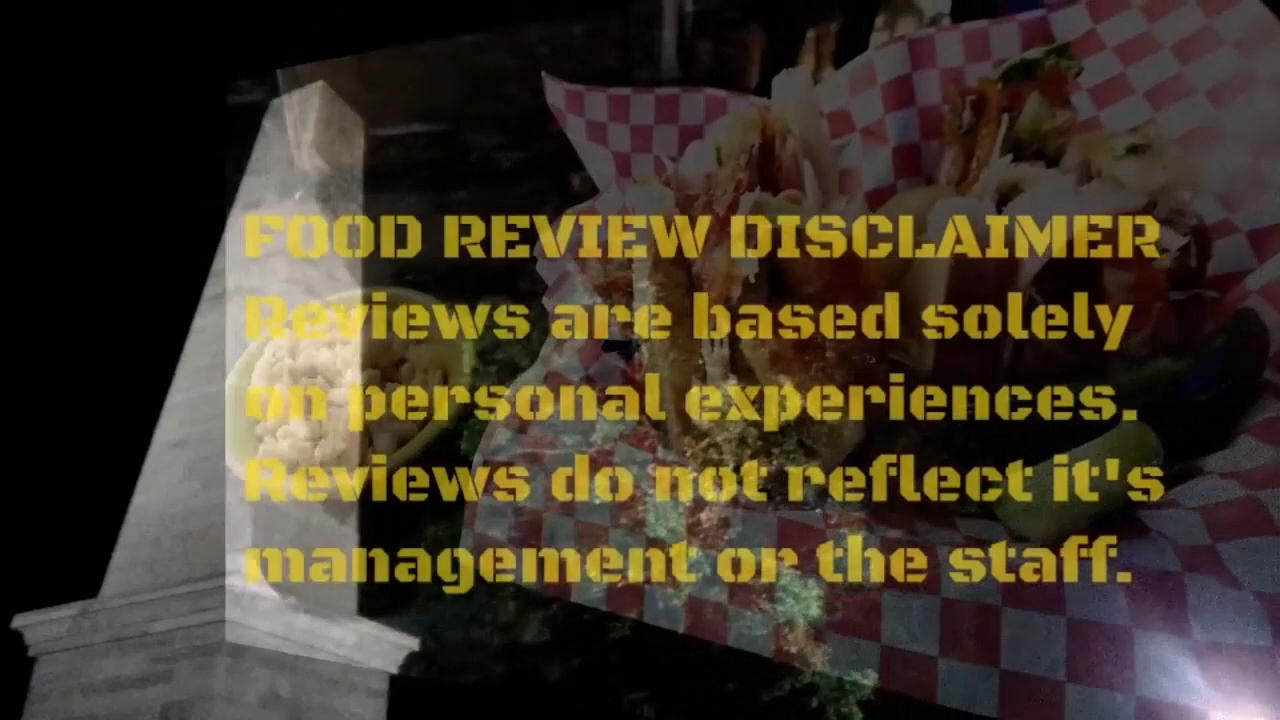 FOOD REVIEW DISCLAIMER
Reviews are based solely
on personal experiences.
Reviews do not reflect it's
management or the staff.